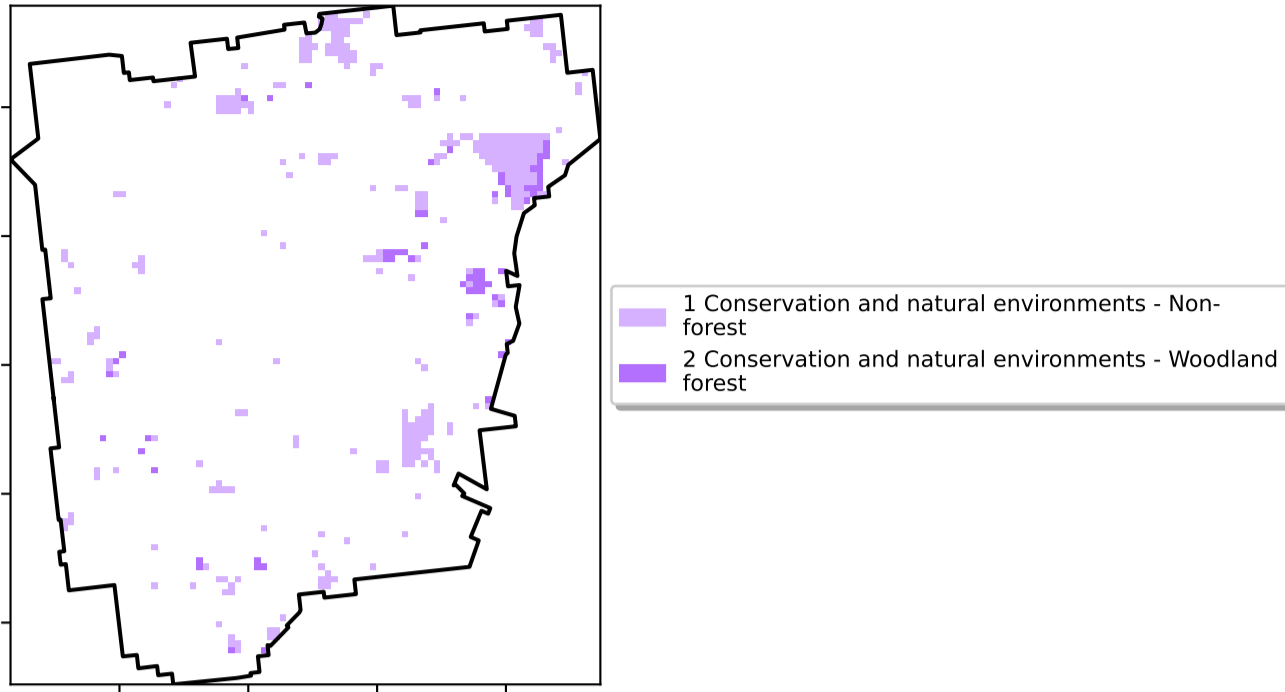 1 Conservation and natural environments - Non-
forest
2 Conservation and natural environments - Woodland
forest